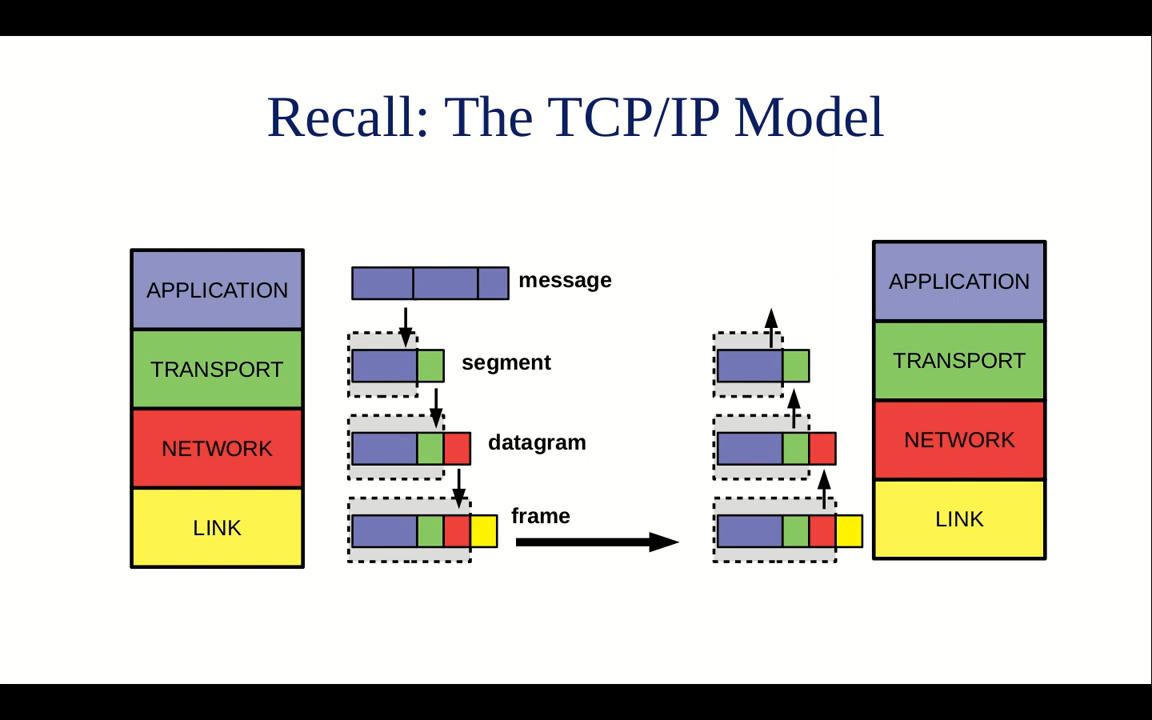 Recall: The TCP/IP Model
APPLICATION
TRANSPORT
NETWORK
LINK
message
segment
datagram
frame
APPLICATION
TRANSPORT
NETWORK
LINK